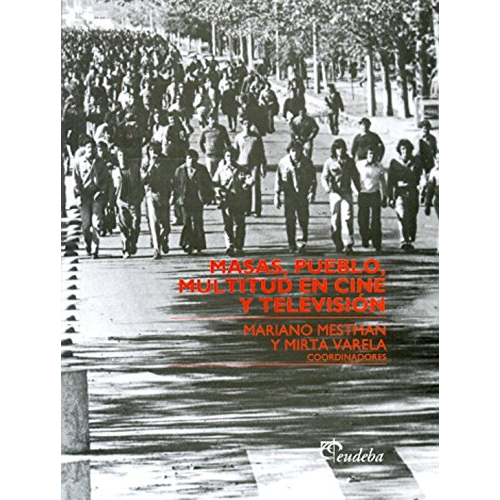 MASAS, PUEBLO,
MULTITUD EN CINE
Y TELEVISIÓN
MARIANO MESTMAN
Y MIRTA VARELA
COORDINADORES
eudeba